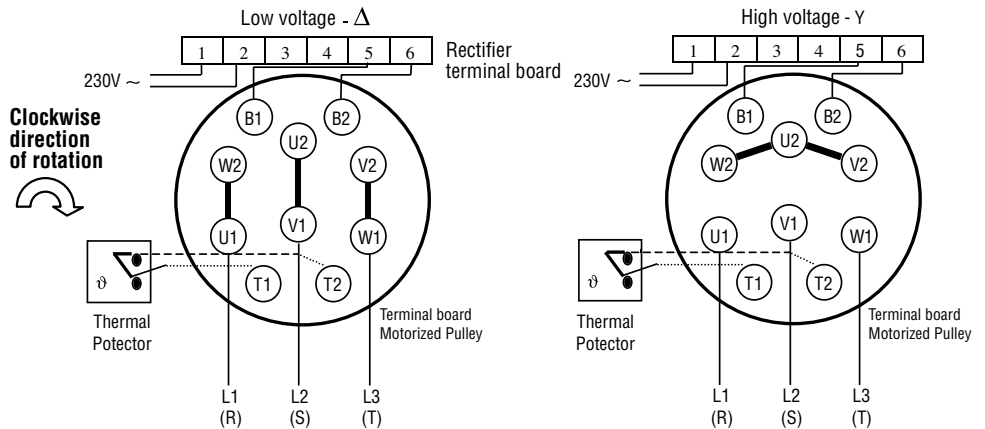 Low voltage - Δ
1 2 3 4 5 6
Rectifier
terminal board
230V ~
Clockwise
direction
of rotation
B1 B2
U2
W2 V2
U1 V1 W1
T1 T2
ϑ
Thermal
Potector
Terminal board
Motorized Pulley
L1 L2 L3
(R) (S) (T)
High voltage - Y
1 2 3 4 5 6
230V ~
B1 B2
U2
W2 V2
U1 V1 W1
T1 T2
ϑ
Thermal
Potector
Terminal board
Motorized Pulley
L1 L2 L3
(R) (S) (T)